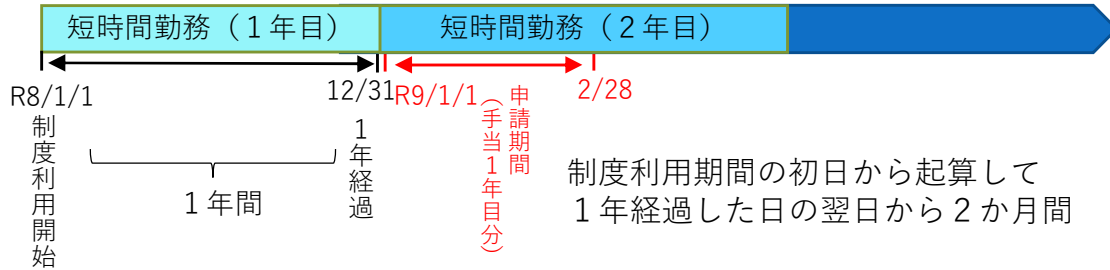 短時間勤務（１年目）
短時間勤務（２年目）
R8/1/1
12/31
R9/1/1
2/28
制度利用開始
１年間
１年経過
申請期間
（手当１年目分）
制度利用期間の初日から起算して
１年経過した日の翌日から２か月間